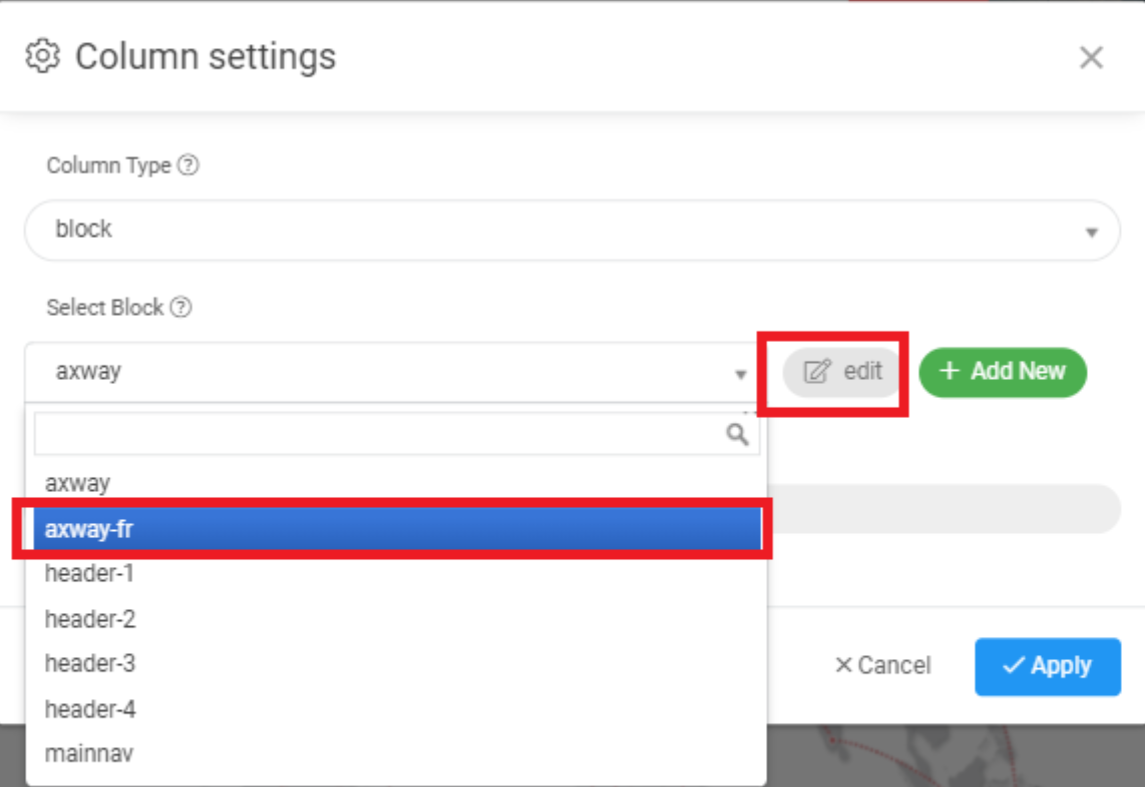 Column settings
Column Type ?
block
Select Block ?
axway
edit
+ Add New
axway
axway-fr
header-1
header-2
header-3
header-4
mainnav
× Cancel
✓ Apply